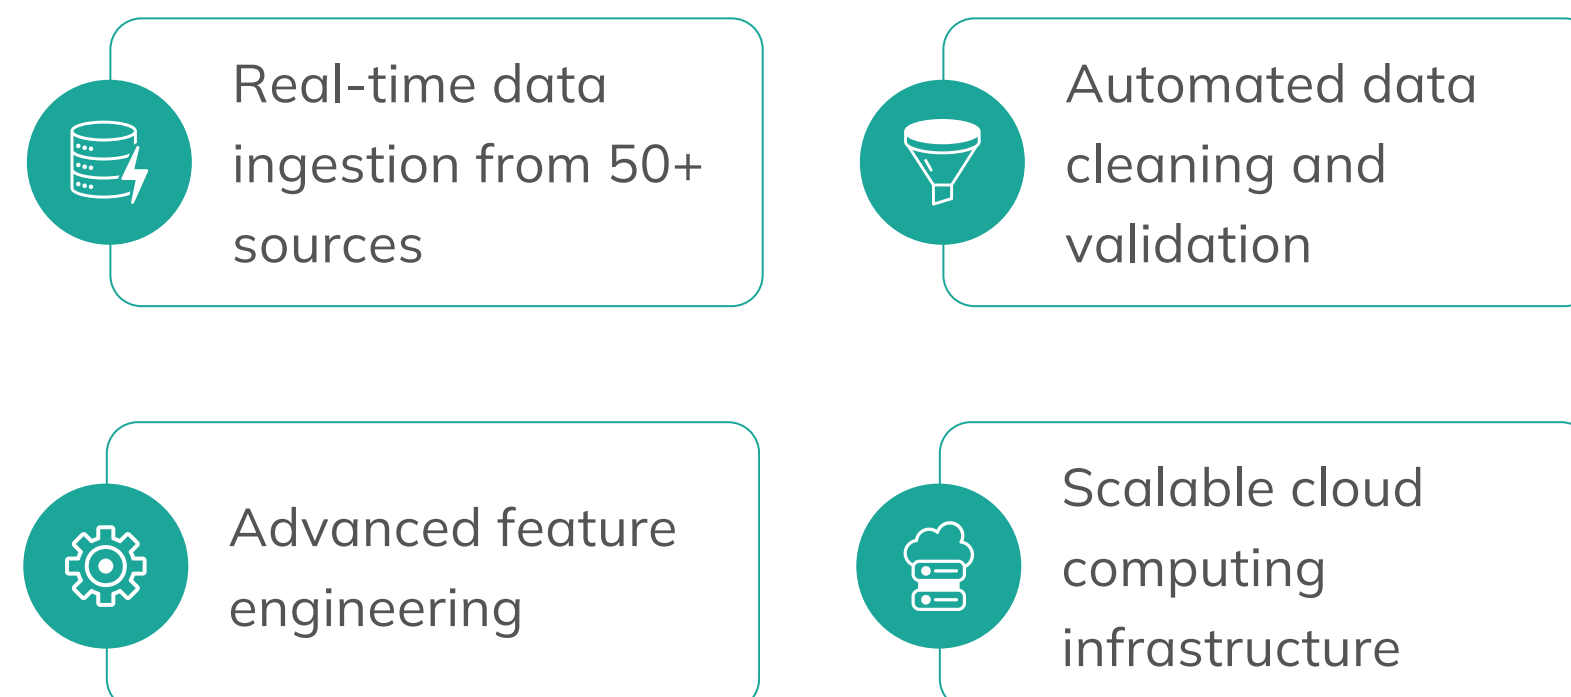 Real-time data
ingestion from 50+
sources
Automated data
cleaning and
validation
Advanced feature
engineering
Scalable cloud
computing
infrastructure